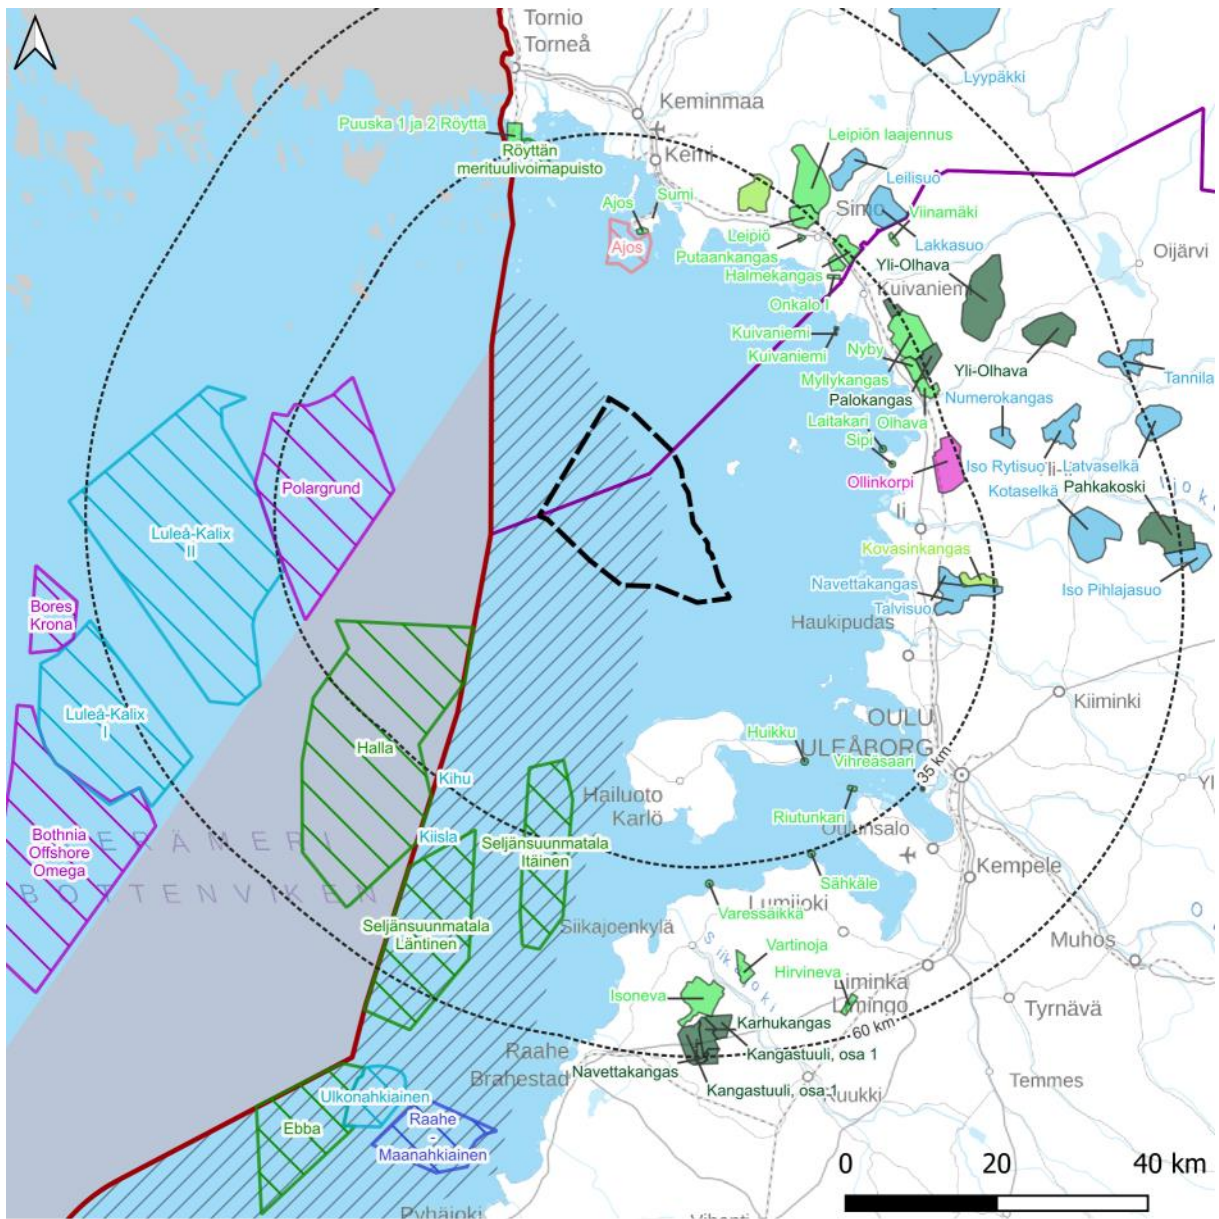 Tornio
Torneå
Lyypäkki
Keminmaa
Puuska 1 ja 2 Röyttä
Leipiön laajennus
Röyttän
merituulivoimapuisto
Kemi
Leilisuo
Ajos
Sumi
Simo
Viinamäki
Ajos
Leipiö
Lakkasuo
Putaankangas
Oijärvi
Halmekangas
Yli-Olhava
Kuivaniemi
Onkalo I
Kuivaniemi
Kuivaniemi
Nyby
Yli-Olhava
Tannila
Myllykangas
Palokangas
Numerokangas
Laitakari
Olhava
Sipi
Polargrund
Ollinkorpi
Iso Rytisuo
Latvaselkä
Kotaselkä
Pahkakoski
Ii
Luleå-Kalix
II
Kovasinkangas
Navettakangas
Talvisuo
Iso Pihlajasuo
Bores
Krona
Haukipudas
Kiiminki
Luleå-Kalix
I
OULU
ULEÅBORG
Huikku
Halla
Vihreäsaari
35 km
Kihu
Hailuoto
Karlö
Riutunkari
Oulunsalo
Bothnia
Offshore
Omega
ERÄMERI
BOTTENVIKEN
Kiisla
Seljänsuunmatala
Itäinen
Sähkäle
Kempele
Lumijoki
Varessäikkä
Seljänsuunmatala
Läntinen
Siikajoenkylä
Siikajoki
Muhos
Vartinoja
Hirvineva
Liminka
Limingo
Isoneva
Tyrnävä
Karhukangas
60 km
Raahe
Brahestad
Kangastuuli, osa 1
Navettakangas
Kangastuuli, osa 1
Ruukki
Temmes
Ulkonahkiainen
Ebba
Raahe
-
Maanahkiainen
0 20 40 km
Pyhäjoki
Vihanti